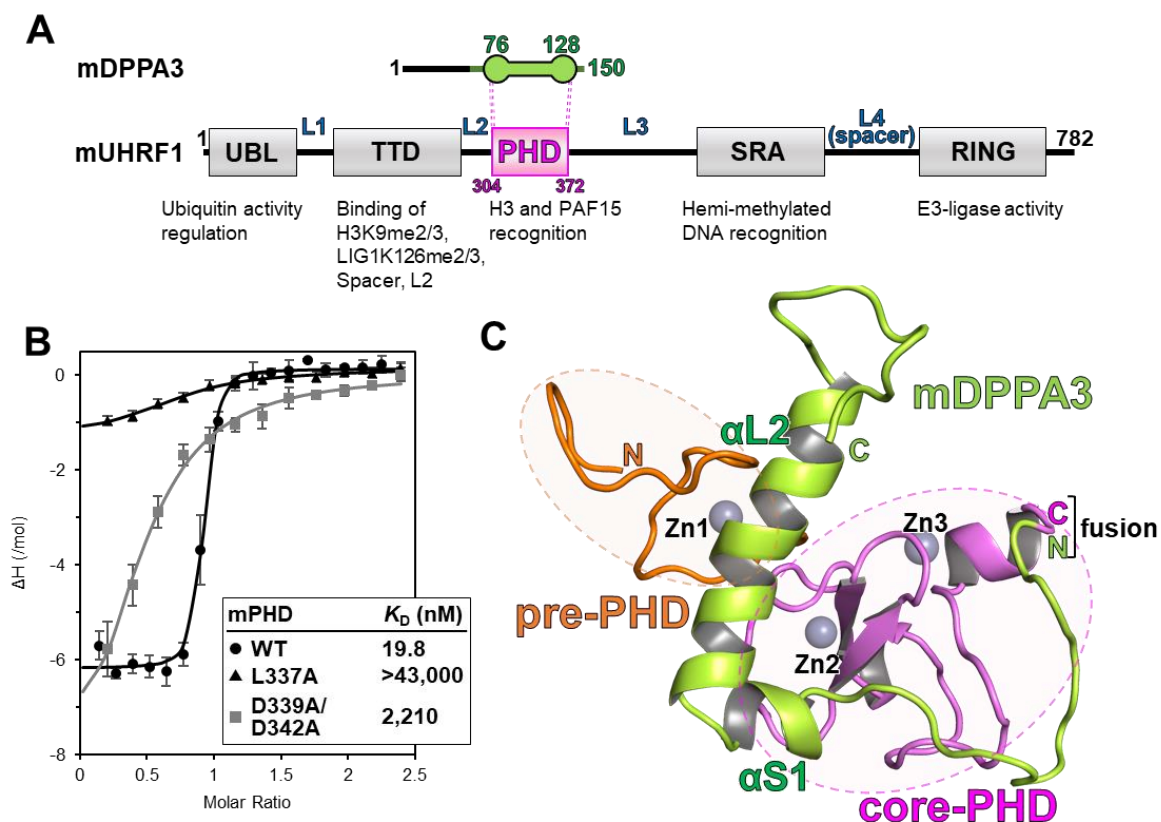 A
76 128
mDPPA3 1 150
L1 L2 L3 L4
(spacer)
mUHRF1 1 UBL TTD PHD SRA RING 782
304 372
Ubiquitin activity
regulation
Binding of
H3K9me2/3,
LIG1K126me2/3,
Spacer, L2
H3 and PAF15
recognition
Hemi-methylated
DNA recognition
E3-ligase activity
B
0
-2
-4
-6
-8
ΔH (/mol)
0 0.5 1 1.5 2 2.5
Molar Ratio
mPHD KD (nM)
WT 19.8
L337A >43,000
D339A/
D342A 2,210
C
mDPPA3
αL2
N
C
Zn1
Zn3
C
N
fusion
pre-PHD
Zn2
αS1
core-PHD